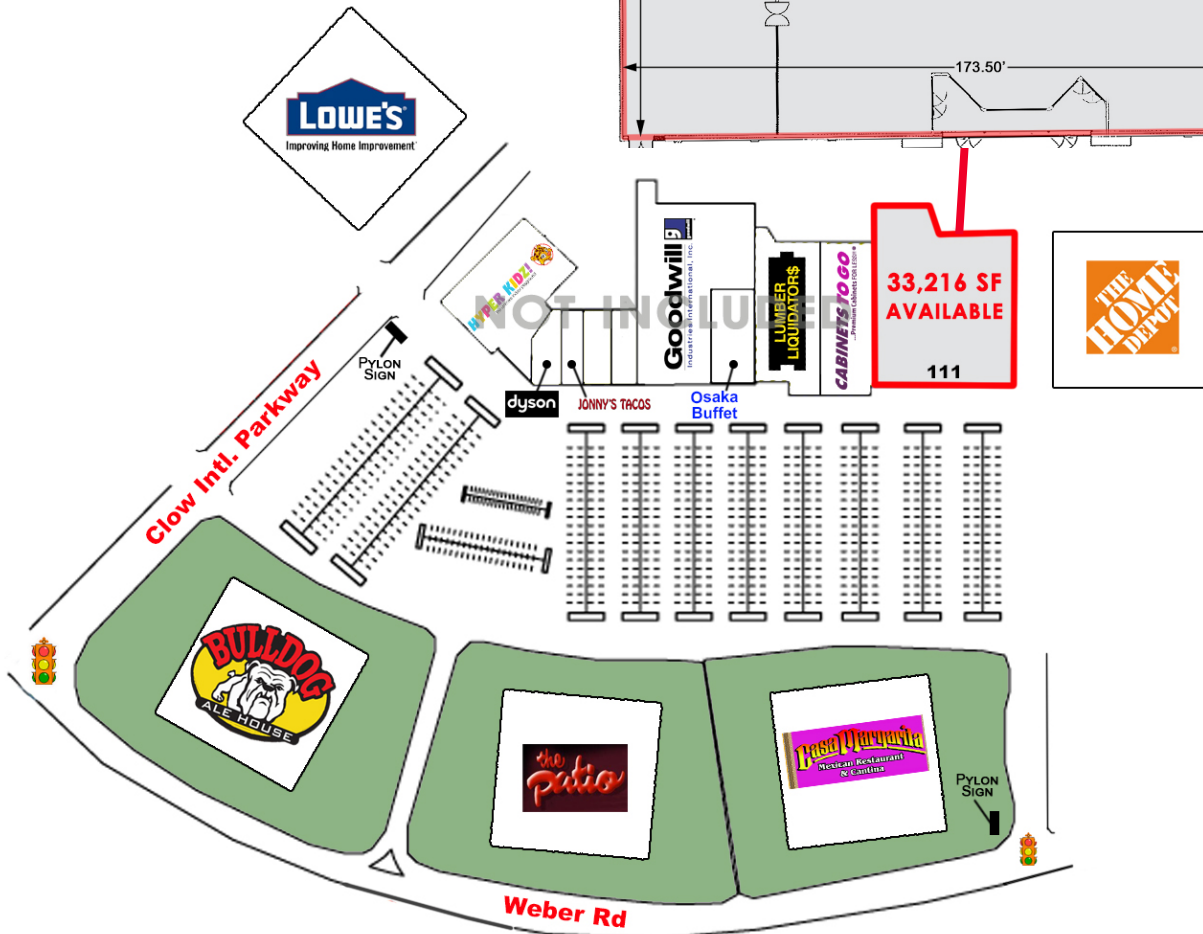 173.50'
LOWE'S
Improving Home Improvement
HYPER KIDZ!
Goodwill
Industries International, Inc.
LUMBER
LIQUIDATOR$
CABINETS TO GO
...Premium Cabinets FOR LESS!®
33,216 SF
AVAILABLE
111
THE
HOME
DEPOT
NOT INCLUDED
PYLON
SIGN
dyson
JONNY'S TACOS
Osaka
Buffet
Clow Intl. Parkway
BULLDOG
ALE HOUSE
the
Patio
Casa Margarita
Mexican Restaurant
& Cantina
PYLON
SIGN
Weber Rd